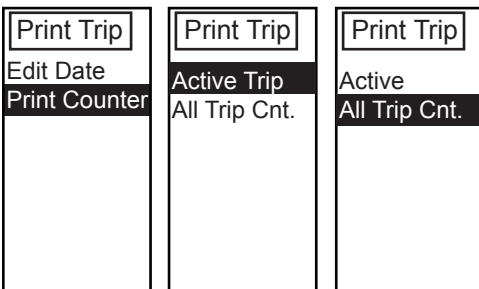 Print Trip
Edit Date
Print Counter
Print Trip
Active Trip
All Trip Cnt.
Print Trip
Active
All Trip Cnt.